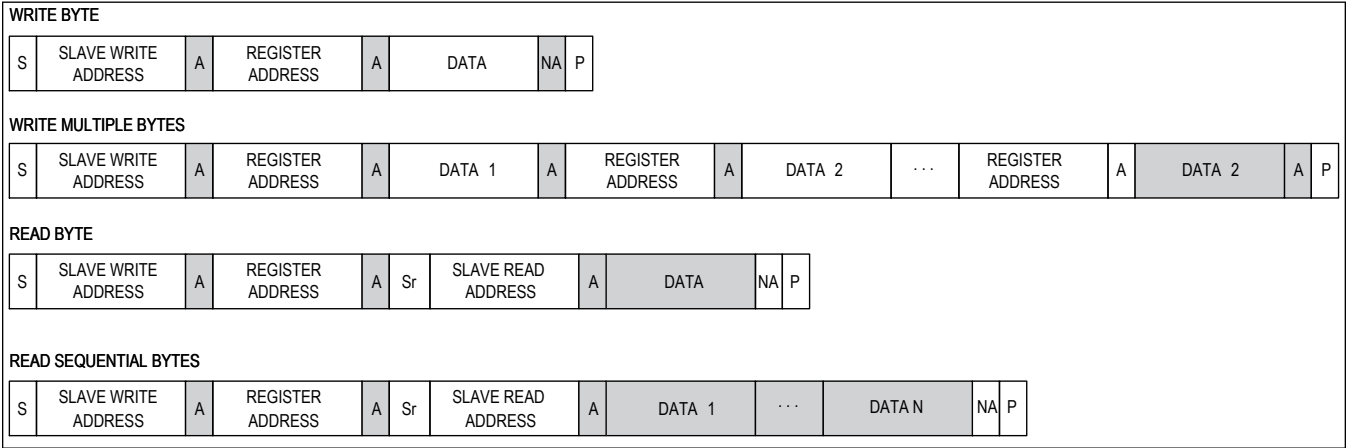 WRITE BYTE
S SLAVE WRITE ADDRESS A REGISTER ADDRESS A DATA NA P
WRITE MULTIPLE BYTES
S SLAVE WRITE ADDRESS A REGISTER ADDRESS A DATA 1 A REGISTER ADDRESS A DATA 2 ... REGISTER ADDRESS A DATA 2 A P
READ BYTE
S SLAVE WRITE ADDRESS A REGISTER ADDRESS A Sr SLAVE READ ADDRESS A DATA NA P
READ SEQUENTIAL BYTES
S SLAVE WRITE ADDRESS A REGISTER ADDRESS A Sr SLAVE READ ADDRESS A DATA 1 ... DATA N NA P